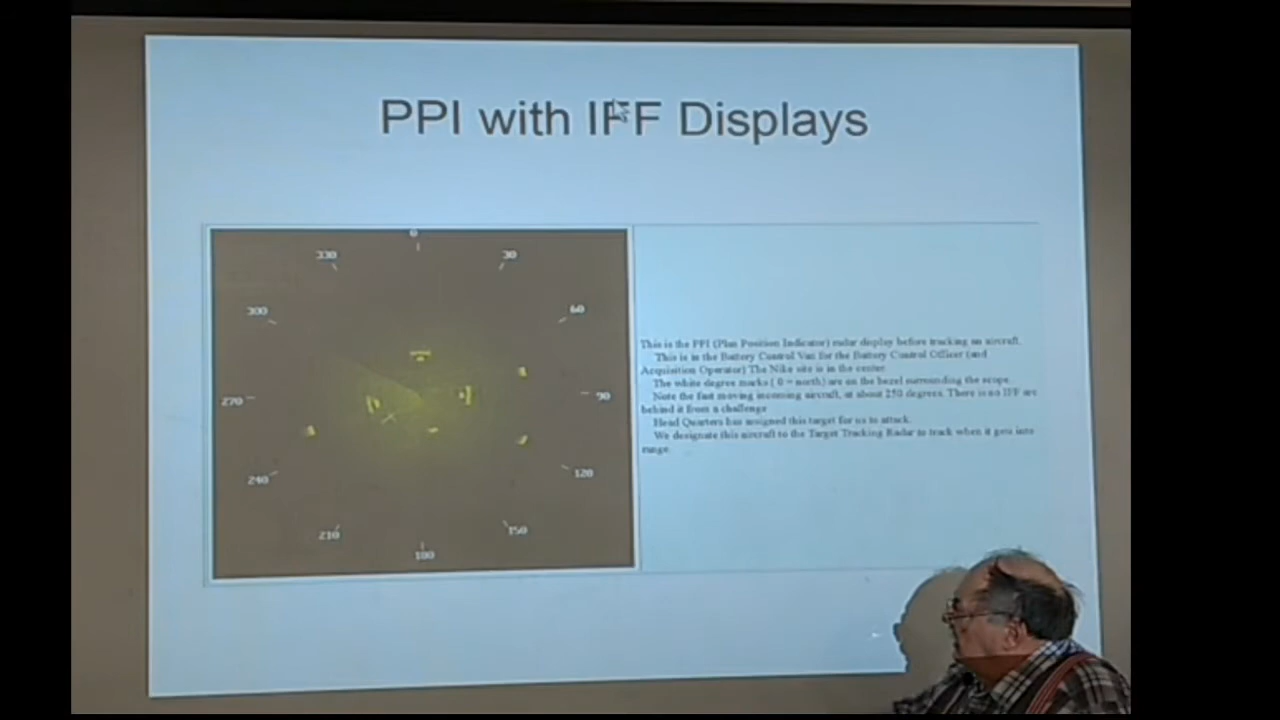 PPI with IFF Displays
0
330
30
300
60
270
90
240
120
210
150
180
This is the PPI (Plan Position Indicator) radar display before tracking an aircraft.
This is in the Battery Control Van for the Battery Control Officer (and
Acquisition Operator) The Nike site is in the center
The white degree marks ( 0 = north) are on the bezel surrounding the scope.
Note the fast moving incoming aircraft, at about 250 degrees. There is no IFF arc
behind it from a challenge
Head Quarters has assigned this target for us to attack.
We designate this aircraft to the Target Tracking Radar to track when it gets into
range